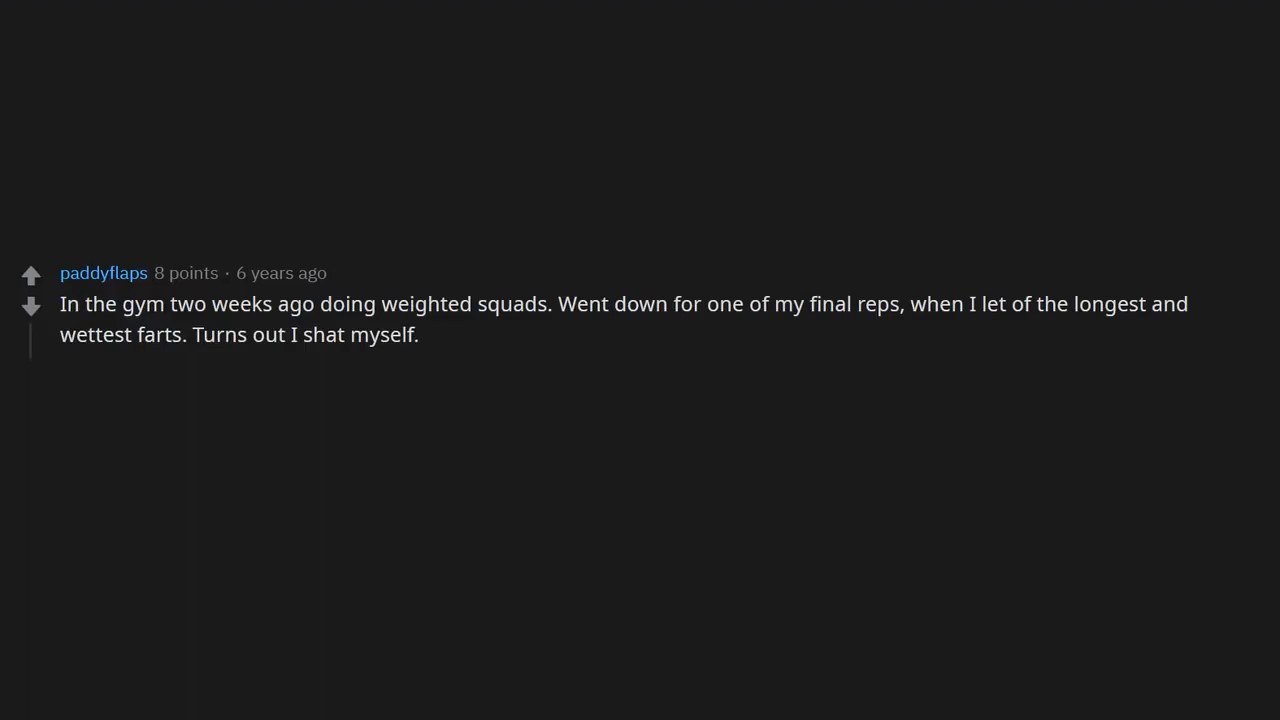 paddyflaps 8 points · 6 years ago
In the gym two weeks ago doing weighted squads. Went down for one of my final reps, when I let of the longest and
wettest farts. Turns out I shat myself.